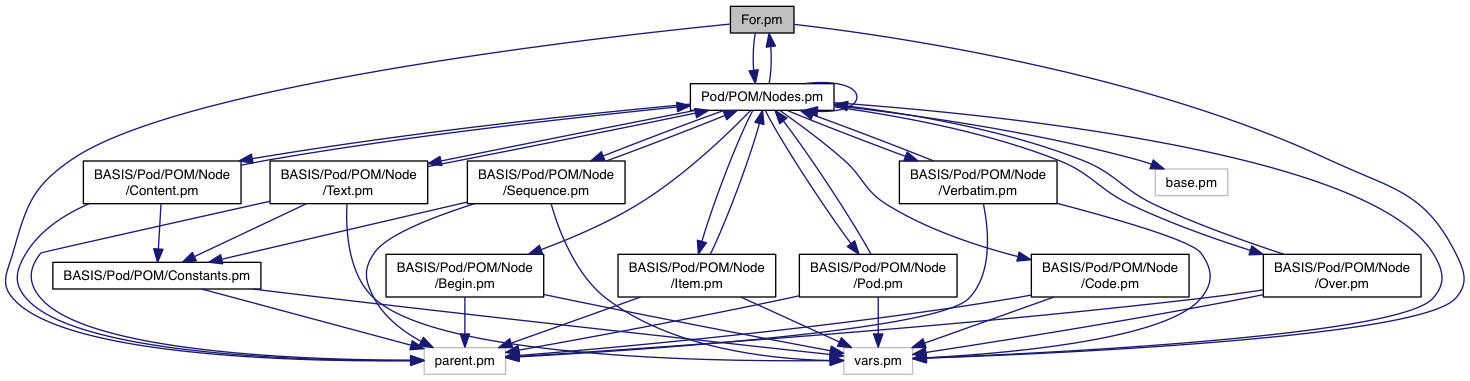 For.pm
Pod/POM/Nodes.pm
BASIS/Pod/POM/Node
/Content.pm
BASIS/Pod/POM/Node
/Text.pm
BASIS/Pod/POM/Node
/Sequence.pm
BASIS/Pod/POM/Node
/Verbatim.pm
base.pm
BASIS/Pod/POM/Constants.pm
BASIS/Pod/POM/Node
/Begin.pm
BASIS/Pod/POM/Node
/Item.pm
BASIS/Pod/POM/Node
/Pod.pm
BASIS/Pod/POM/Node
/Code.pm
BASIS/Pod/POM/Node
/Over.pm
parent.pm
vars.pm